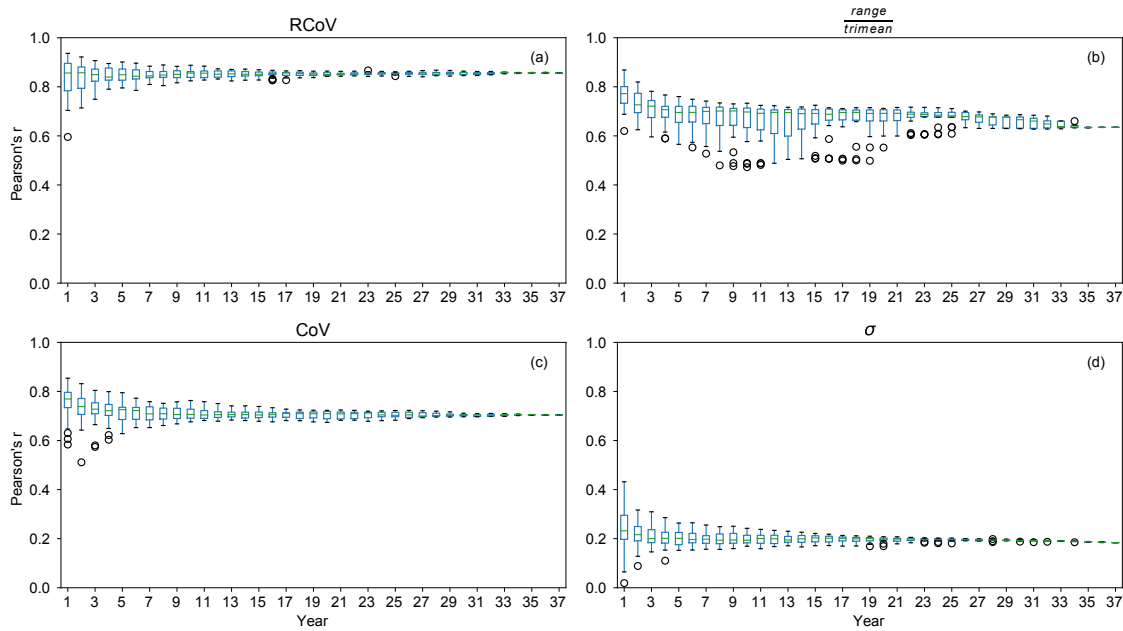 RCoV
range
trimean
1.0 (a) 1.0 (b)
0.8 0.8
0.6 0.6
Pearson's r
0.4 0.4
0.2 0.2
0.0 0.0
1 3 5 7 9 11 13 15 17 19 21 23 25 27 29 31 33 35 37 1 3 5 7 9 11 13 15 17 19 21 23 25 27 29 31 33 35 37
CoV σ
1.0 (c) 1.0 (d)
0.8 0.8
0.6 0.6
Pearson's r
0.4 0.4
0.2 0.2
0.0 0.0
1 3 5 7 9 11 13 15 17 19 21 23 25 27 29 31 33 35 37 1 3 5 7 9 11 13 15 17 19 21 23 25 27 29 31 33 35 37
Year Year